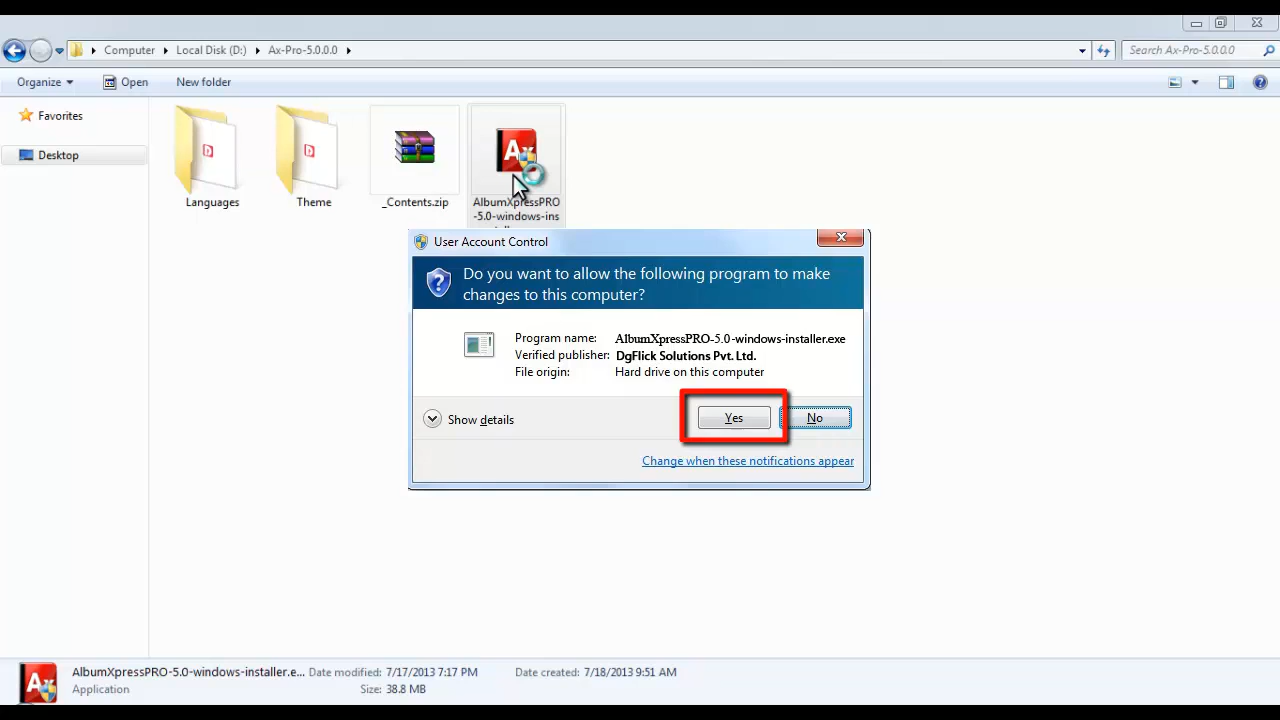 Computer Local Disk (D:) Ax-Pro-5.0.0.0
Search Ax-Pro-5.0.0.0
Organize Open New folder
Favorites
Desktop
Languages
Theme
_Contents.zip
Ax
AlbumXpressPRO
-5.0-windows-ins
User Account Control
Do you want to allow the following program to make
changes to this computer?
Program name: AlbumXpressPRO-5.0-windows-installer.exe
Verified publisher: DgFlick Solutions Pvt. Ltd.
File origin: Hard drive on this computer
Show details
Yes
No
Change when these notifications appear
Ax
AlbumXpressPRO-5.0-windows-installer.e... Date modified: 7/17/2013 7:17 PM Date created: 7/18/2013 9:51 AM
Application Size: 38.8 MB